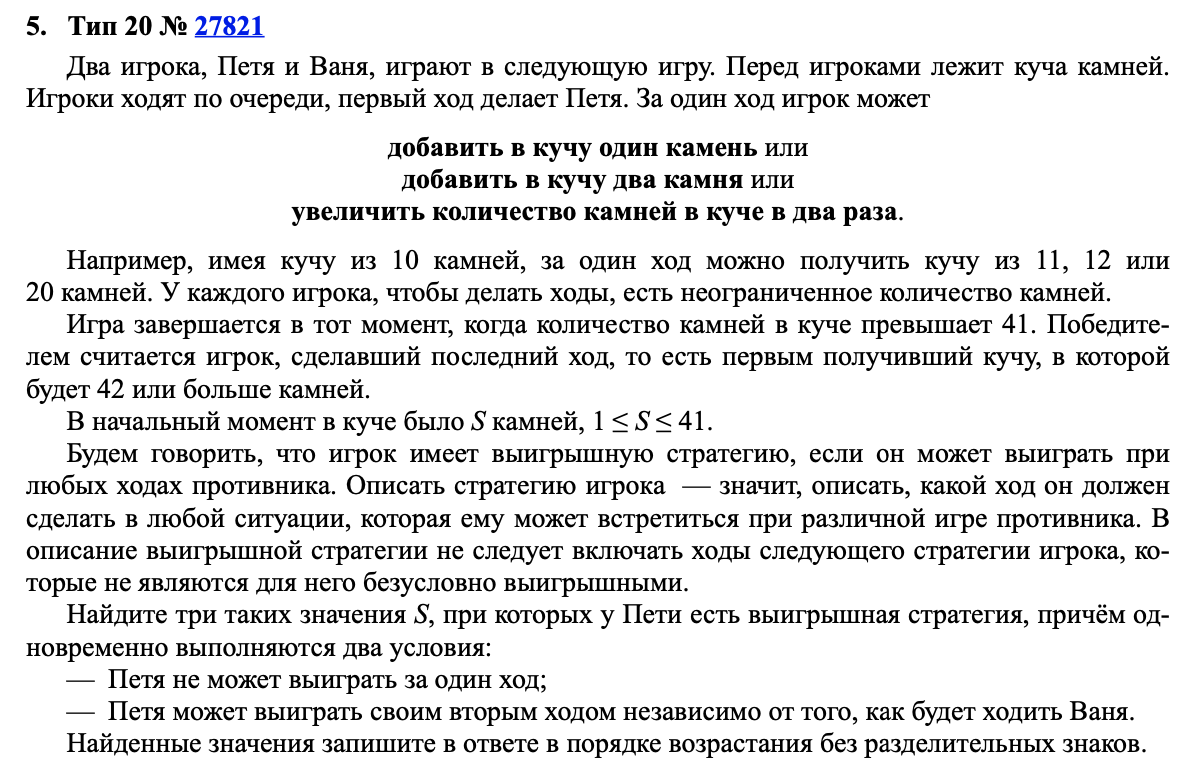 5. Тип 20 № 27821
Два игрока, Петя и Ваня, играют в следующую игру. Перед игроками лежит куча камней.
Игроки ходят по очереди, первый ход делает Петя. За один ход игрок может
добавить в кучу один камень или
добавить в кучу два камня или
увеличить количество камней в куче в два раза.
Например, имея кучу из 10 камней, за один ход можно получить кучу из 11, 12 или
20 камней. У каждого игрока, чтобы делать ходы, есть неограниченное количество камней.
Игра завершается в тот момент, когда количество камней в куче превышает 41. Победите-
лем считается игрок, сделавший последний ход, то есть первым получивший кучу, в которой
будет 42 или больше камней.
В начальный момент в куче было S камней, 1 ≤ S ≤ 41.
Будем говорить, что игрок имеет выигрышную стратегию, если он может выиграть при
любых ходах противника. Описать стратегию игрока — значит, описать, какой ход он должен
сделать в любой ситуации, которая ему может встретиться при различной игре противника. В
описание выигрышной стратегии не следует включать ходы следующего стратегии игрока, ко-
торые не являются для него безусловно выигрышными.
Найдите три таких значения S, при которых у Пети есть выигрышная стратегия, причём од-
новременно выполняются два условия:
— Петя не может выиграть за один ход;
— Петя может выиграть своим вторым ходом независимо от того, как будет ходить Ваня.
Найденные значения запишите в ответе в порядке возрастания без разделительных знаков.